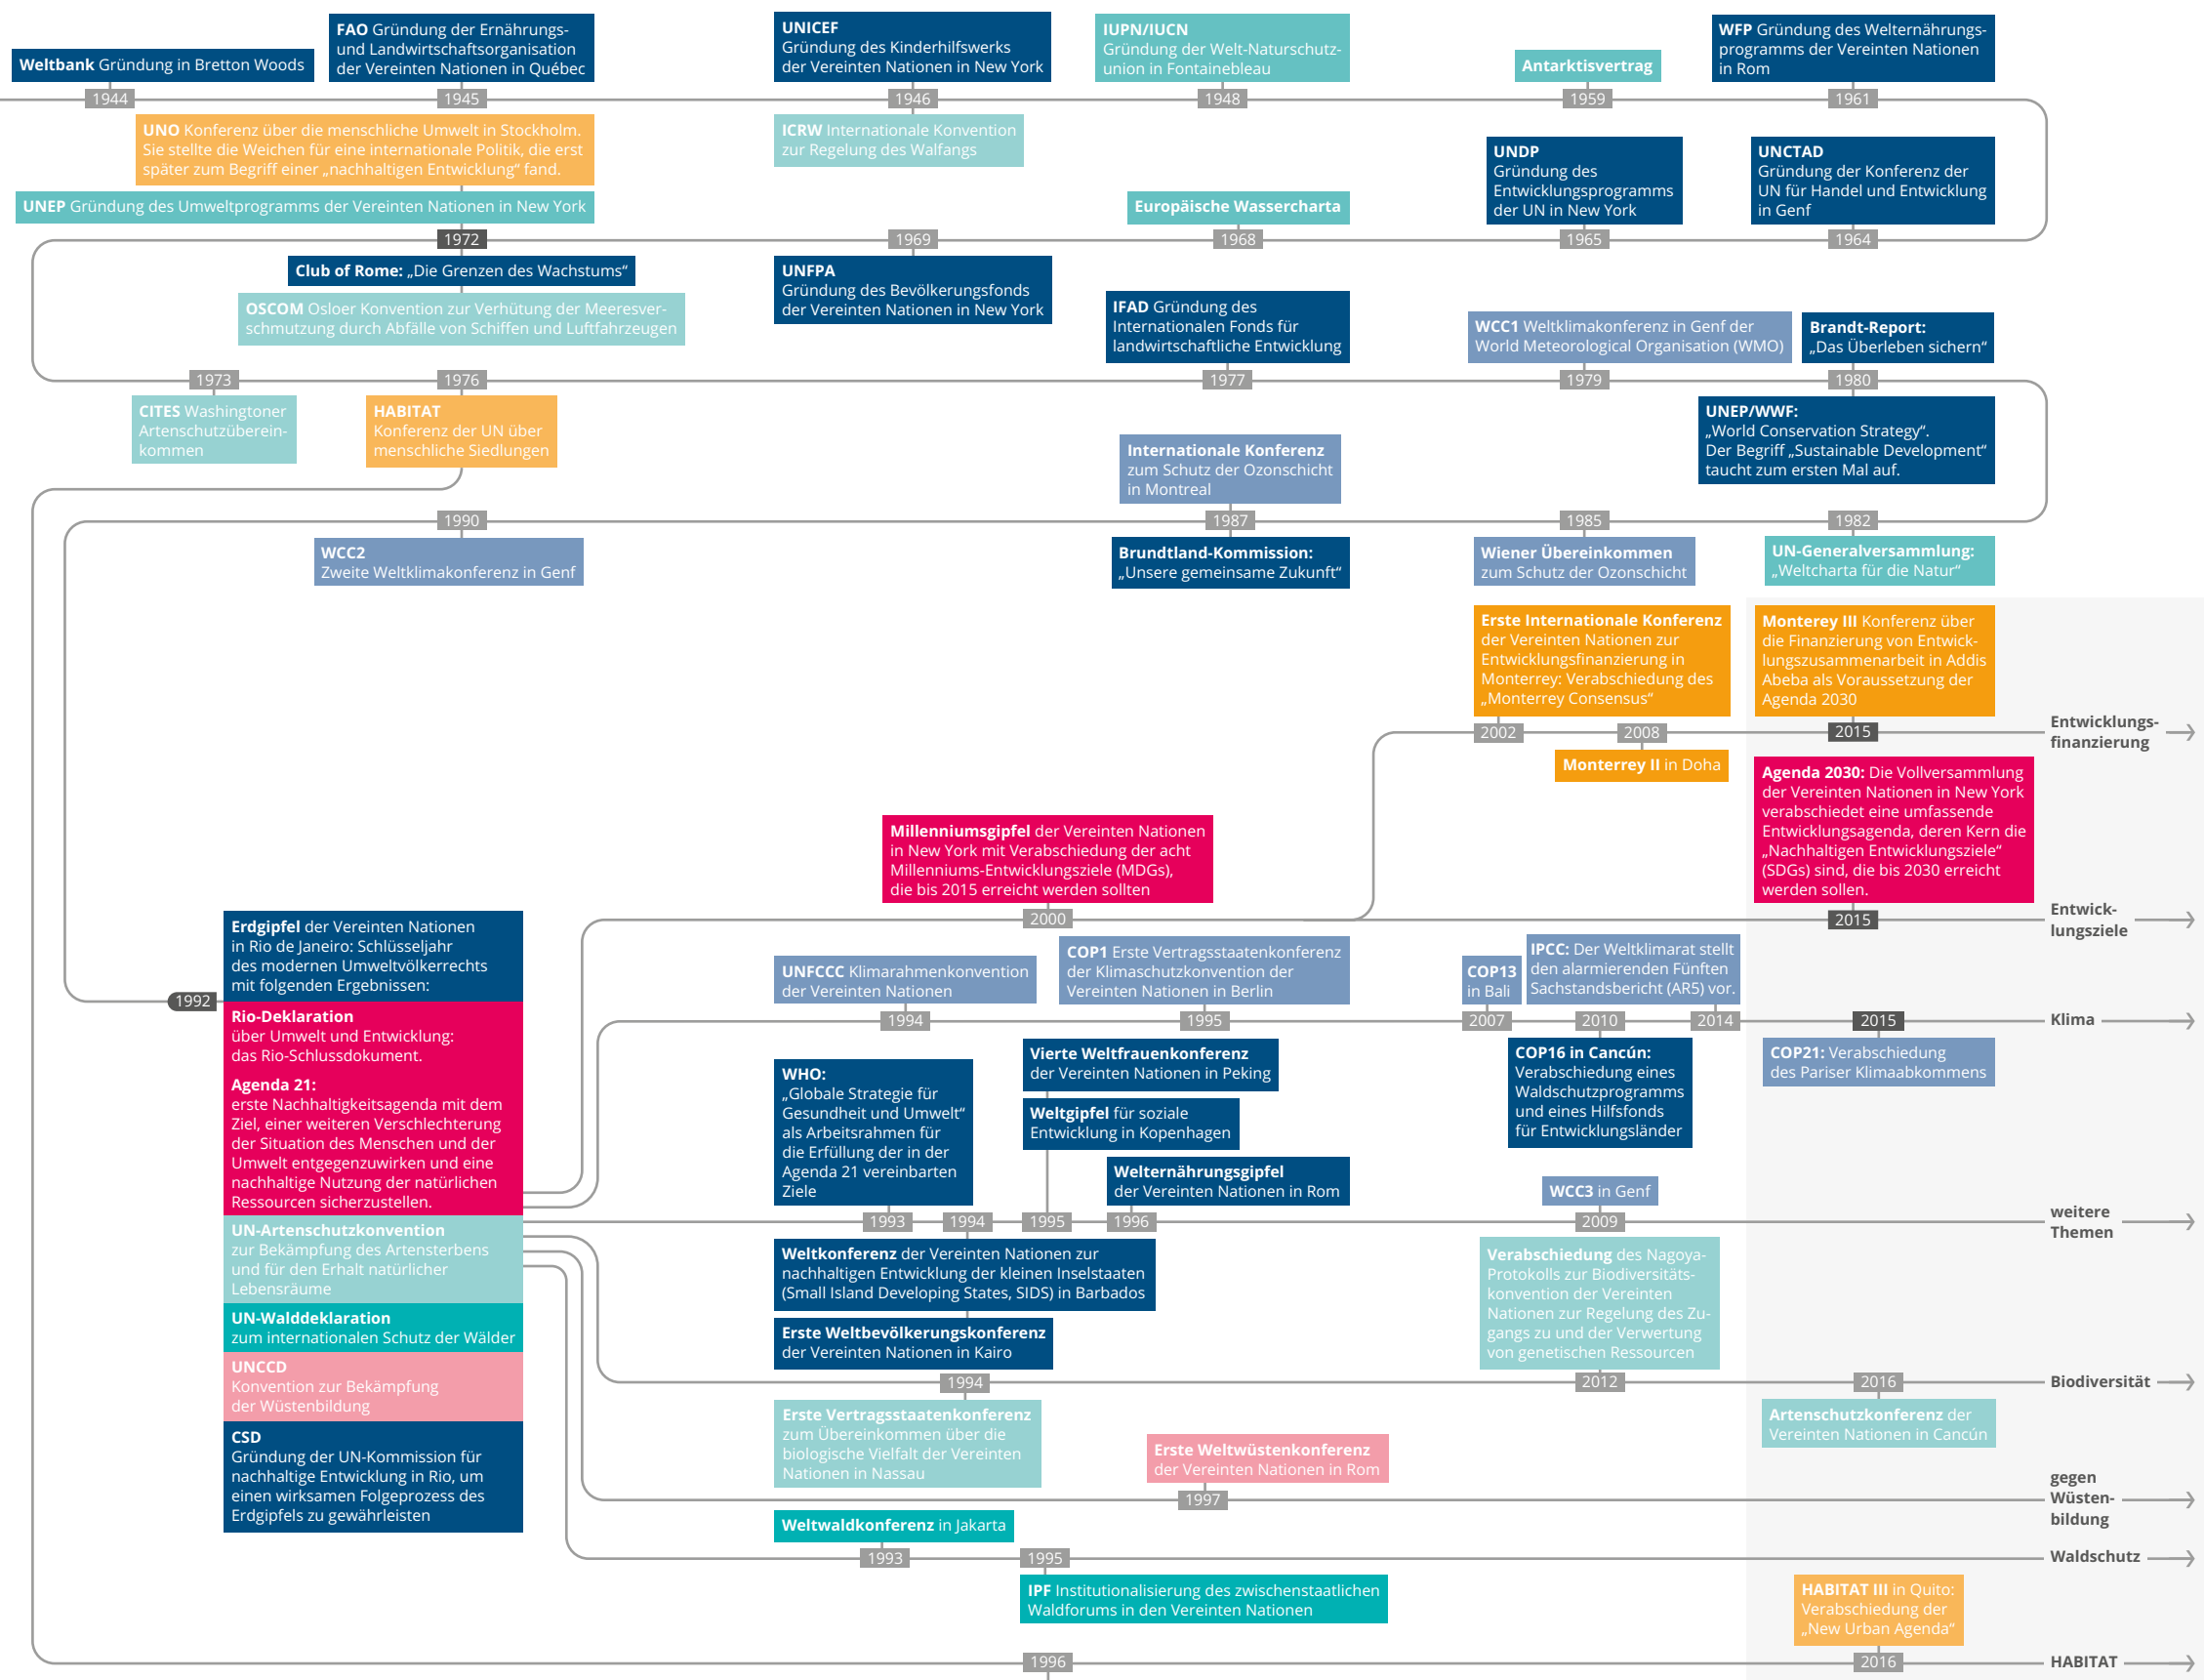 Weltbank Gründung in Bretton Woods
1944
FAO Gründung der Ernährungs-
und Landwirtschaftsorganisation
der Vereinten Nationen in Québec
1945
UNICEF
Gründung des Kinderhilfswerks
der Vereinten Nationen in New York
1946
ICRW Internationale Konvention
zur Regelung des Walfangs
IUPN/IUCN
Gründung der Welt-Naturschutz-
union in Fontainebleau
1948
Antarktisvertrag
1959
WFP Gründung des Welternährungs-
programms der Vereinten Nationen
in Rom
1961
UNCTAD
Gründung der Konferenz der
UN für Handel und Entwicklung
in Genf
1964
UNDP
Gründung des
Entwicklungsprogramms
der UN in New York
1965
Europäische Wassercharta
1968
1969
UNFPA
Gründung des Bevölkerungsfonds
der Vereinten Nationen in New York
UNO Konferenz über die menschliche Umwelt in Stockholm.
Sie stellte die Weichen für eine internationale Politik, die erst
später zum Begriff einer „nachhaltigen Entwicklung“ fand.
UNEP Gründung des Umweltprogramms der Vereinten Nationen in New York
1972
Club of Rome: „Die Grenzen des Wachstums“
OSCOM Osloer Konvention zur Verhütung der Meeresver-
schmutzung durch Abfälle von Schiffen und Luftfahrzeugen
1973
CITES Washingtoner
Artenschutzüberein-
kommen
1976
HABITAT
Konferenz der UN über
menschliche Siedlungen
IFAD Gründung des
Internationalen Fonds für
landwirtschaftliche Entwicklung
1977
WCC1 Weltklimakonferenz in Genf der
World Meteorological Organisation (WMO)
1979
Brandt-Report:
„Das Überleben sichern“
1980
UNEP/WWF:
„World Conservation Strategy“.
Der Begriff „Sustainable Development“
taucht zum ersten Mal auf.
1982
UN-Generalversammlung:
„Weltcharta für die Natur“
1985
Wiener Übereinkommen
zum Schutz der Ozonschicht
Internationale Konferenz
zum Schutz der Ozonschicht
in Montreal
1987
Brundtland-Kommission:
„Unsere gemeinsame Zukunft“
1990
WCC2
Zweite Weltklimakonferenz in Genf
1992
Erdgipfel der Vereinten Nationen
in Rio de Janeiro: Schlüsseljahr
des modernen Umweltvölkerrechts
mit folgenden Ergebnissen:
Rio-Deklaration
über Umwelt und Entwicklung:
das Rio-Schlussdokument.
Agenda 21:
erste Nachhaltigkeitsagenda mit dem
Ziel, einer weiteren Verschlechterung
der Situation des Menschen und der
Umwelt entgegenzuwirken und eine
nachhaltige Nutzung der natürlichen
Ressourcen sicherzustellen.
UN-Artenschutzkonvention
zur Bekämpfung des Artensterbens
und für den Erhalt natürlicher
Lebensräume
UN-Walddeklaration
zum internationalen Schutz der Wälder
UNCCD
Konvention zur Bekämpfung
der Wüstenbildung
CSD
Gründung der UN-Kommission für
nachhaltige Entwicklung in Rio, um
einen wirksamen Folgeprozess des
Erdgipfels zu gewährleisten
Erste Internationale Konferenz
der Vereinten Nationen zur
Entwicklungsfinanzierung in
Monterrey: Verabschiedung des
„Monterrey Consensus“
2002
2008
Monterrey II in Doha
Monterey III Konferenz über
die Finanzierung von Entwick-
lungszusammenarbeit in Addis
Abeba als Voraussetzung der
Agenda 2030
2015
Entwicklungs-
finanzierung
Millenniumsgipfel der Vereinten Nationen
in New York mit Verabschiedung der acht
Millenniums-Entwicklungsziele (MDGs),
die bis 2015 erreicht werden sollten
2000
Agenda 2030: Die Vollversammlung
der Vereinten Nationen in New York
verabschiedet eine umfassende
Entwicklungsagenda, deren Kern die
„Nachhaltigen Entwicklungsziele“
(SDGs) sind, die bis 2030 erreicht
werden sollen.
2015
Entwick-
lungsziele
UNFCCC Klimarahmenkonvention
der Vereinten Nationen
1994
COP1 Erste Vertragsstaatenkonferenz
der Klimaschutzkonvention der
Vereinten Nationen in Berlin
1995
COP13
in Bali
2007
2010
COP16 in Cancún:
Verabschiedung eines
Waldschutzprogramms
und eines Hilfsfonds
für Entwicklungsländer
IPCC: Der Weltklimarat stellt
den alarmierenden Fünften
Sachstandsbericht (AR5) vor.
2014
2015
COP21: Verabschiedung
des Pariser Klimaabkommens
Klima
WHO:
„Globale Strategie für
Gesundheit und Umwelt“
als Arbeitsrahmen für
die Erfüllung der in der
Agenda 21 vereinbarten
Ziele
1993
1994
Weltkonferenz der Vereinten Nationen zur
nachhaltigen Entwicklung der kleinen Inselstaaten
(Small Island Developing States, SIDS) in Barbados
Erste Weltbevölkerungskonferenz
der Vereinten Nationen in Kairo
Vierte Weltfrauenkonferenz
der Vereinten Nationen in Peking
Weltgipfel für soziale
Entwicklung in Kopenhagen
1995
Welternährungsgipfel
der Vereinten Nationen in Rom
1996
WCC3 in Genf
2009
weitere
Themen
1994
Erste Vertragsstaatenkonferenz
zum Übereinkommen über die
biologische Vielfalt der Vereinten
Nationen in Nassau
Verabschiedung des Nagoya-
Protokolls zur Biodiversitäts-
konvention der Vereinten
Nationen zur Regelung des Zu-
gangs zu und der Verwertung
von genetischen Ressourcen
2012
2016
Artenschutzkonferenz der
Vereinten Nationen in Cancún
Biodiversität
Erste Weltwüstenkonferenz
der Vereinten Nationen in Rom
1997
gegen
Wüsten-
bildung
Weltwaldkonferenz in Jakarta
1993
1995
IPF Institutionalisierung des zwischenstaatlichen
Waldforums in den Vereinten Nationen
Waldschutz
1996
HABITAT III in Quito:
Verabschiedung der
„New Urban Agenda“
2016
HABITAT